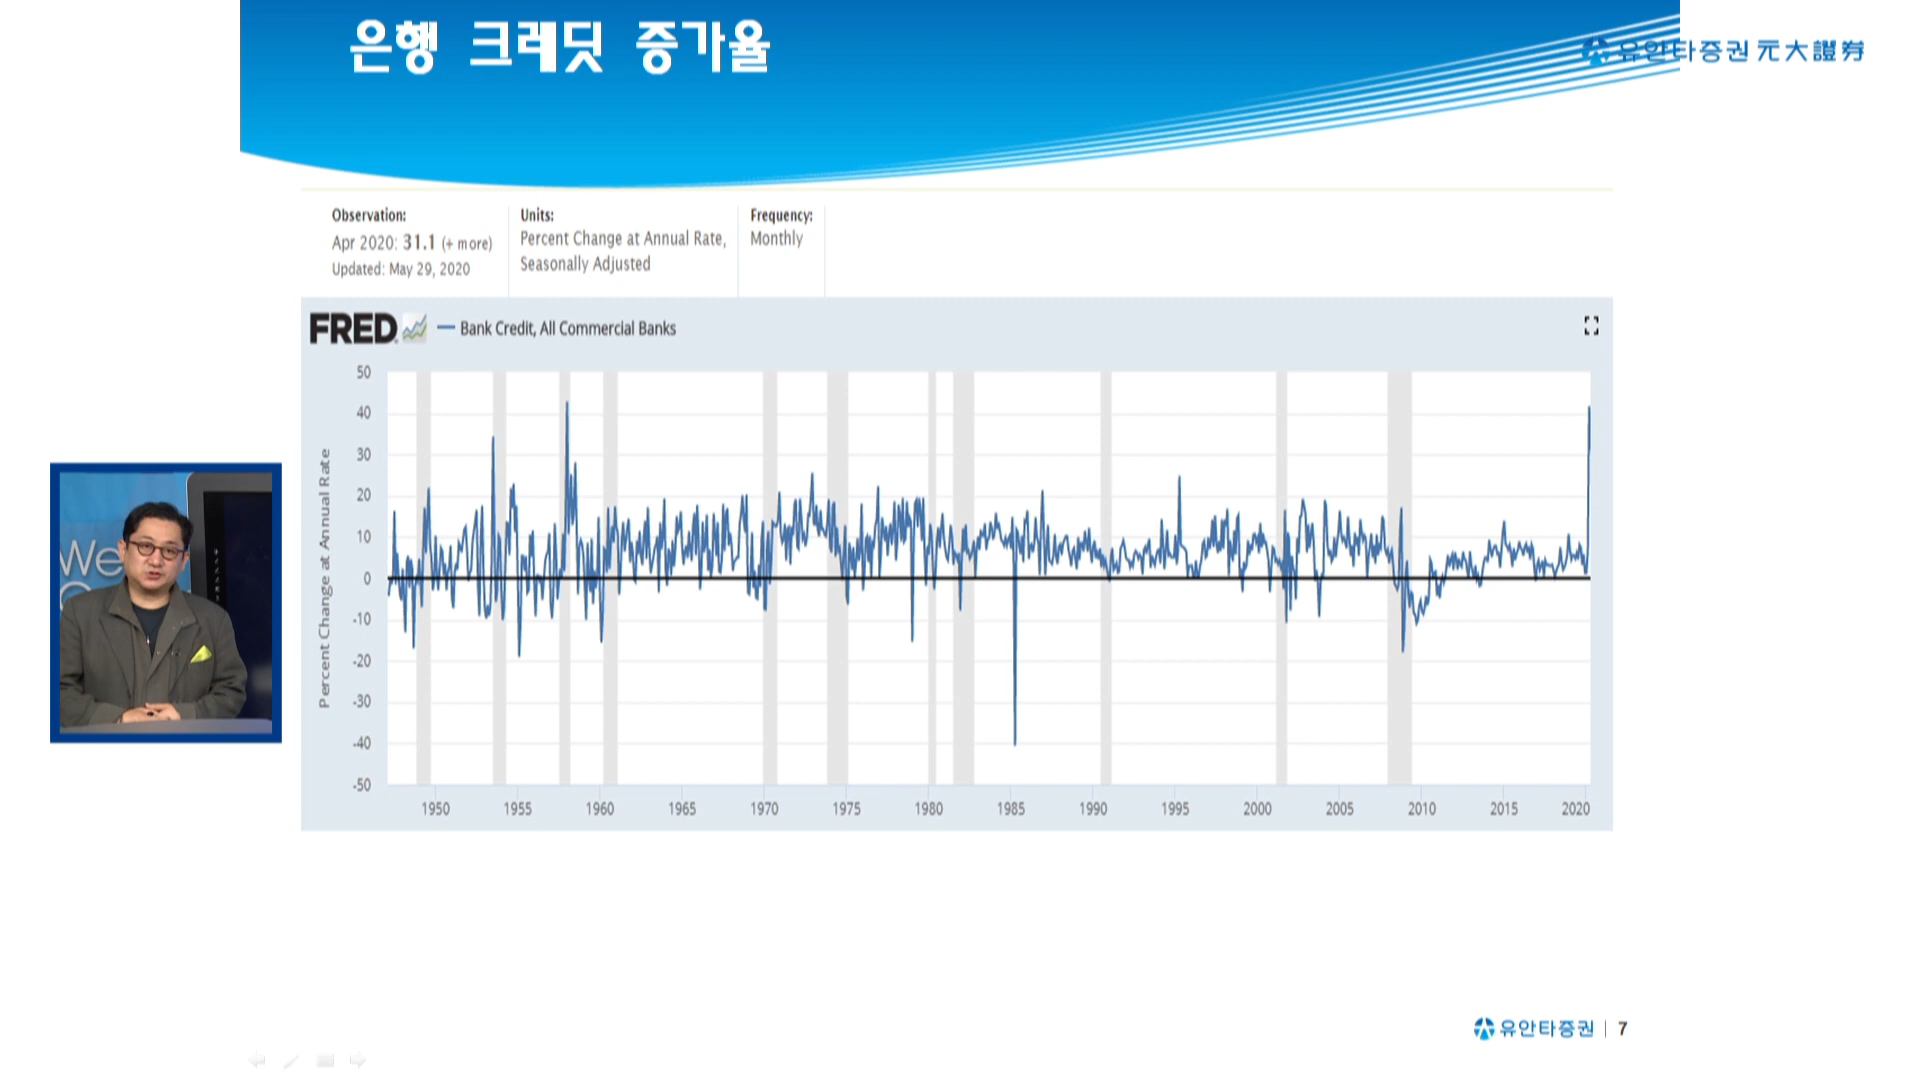 은행 크레딧 증가율
유안타증권 元大證券
Observation:
Apr 2020: 31.1 (+ more)
Updated: May 29, 2020
Units:
Percent Change at Annual Rate,
Seasonally Adjusted
Frequency:
Monthly
FRED
Bank Credit, All Commercial Banks
Percent Change at Annual Rate
50
40
30
20
10
0
-10
-20
-30
-40
-50
1950 1955 1960 1965 1970 1975 1980 1985 1990 1995 2000 2005 2010 2015 2020
We
유안타증권 | 7